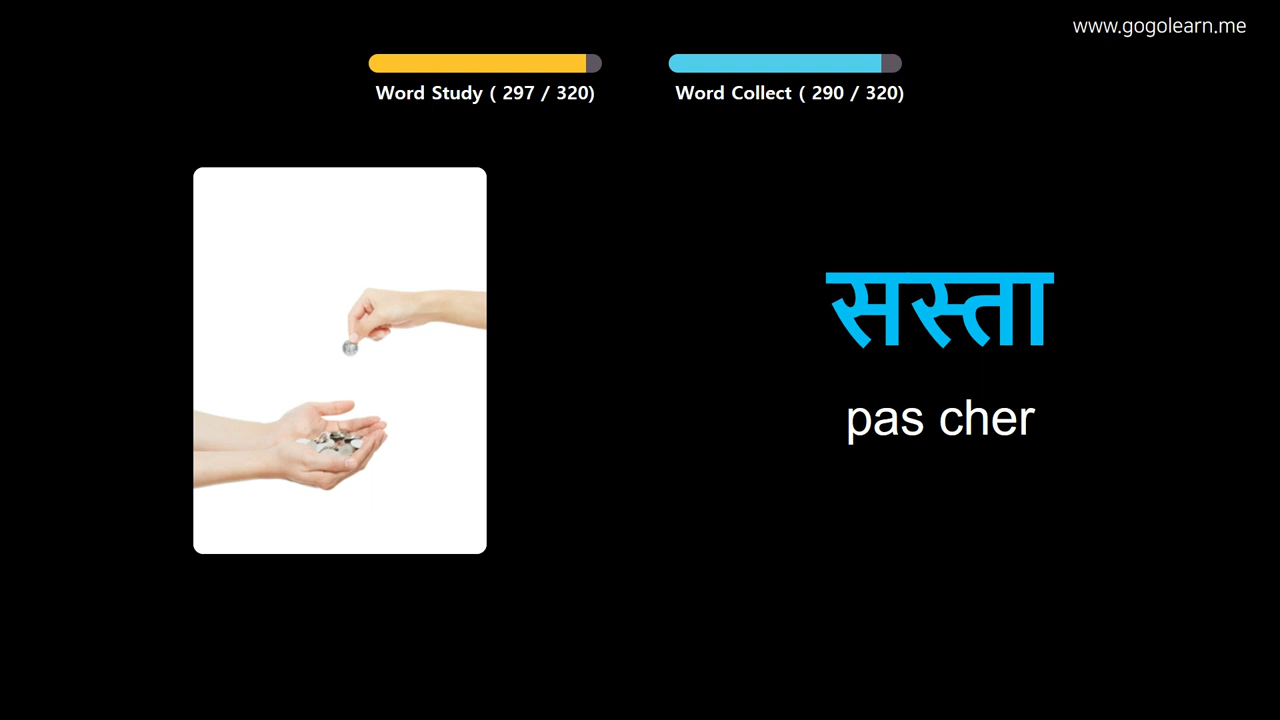 www.gogolearn.me
Word Study ( 297 / 320)
Word Collect ( 290 / 320)
सस्ता
pas cher